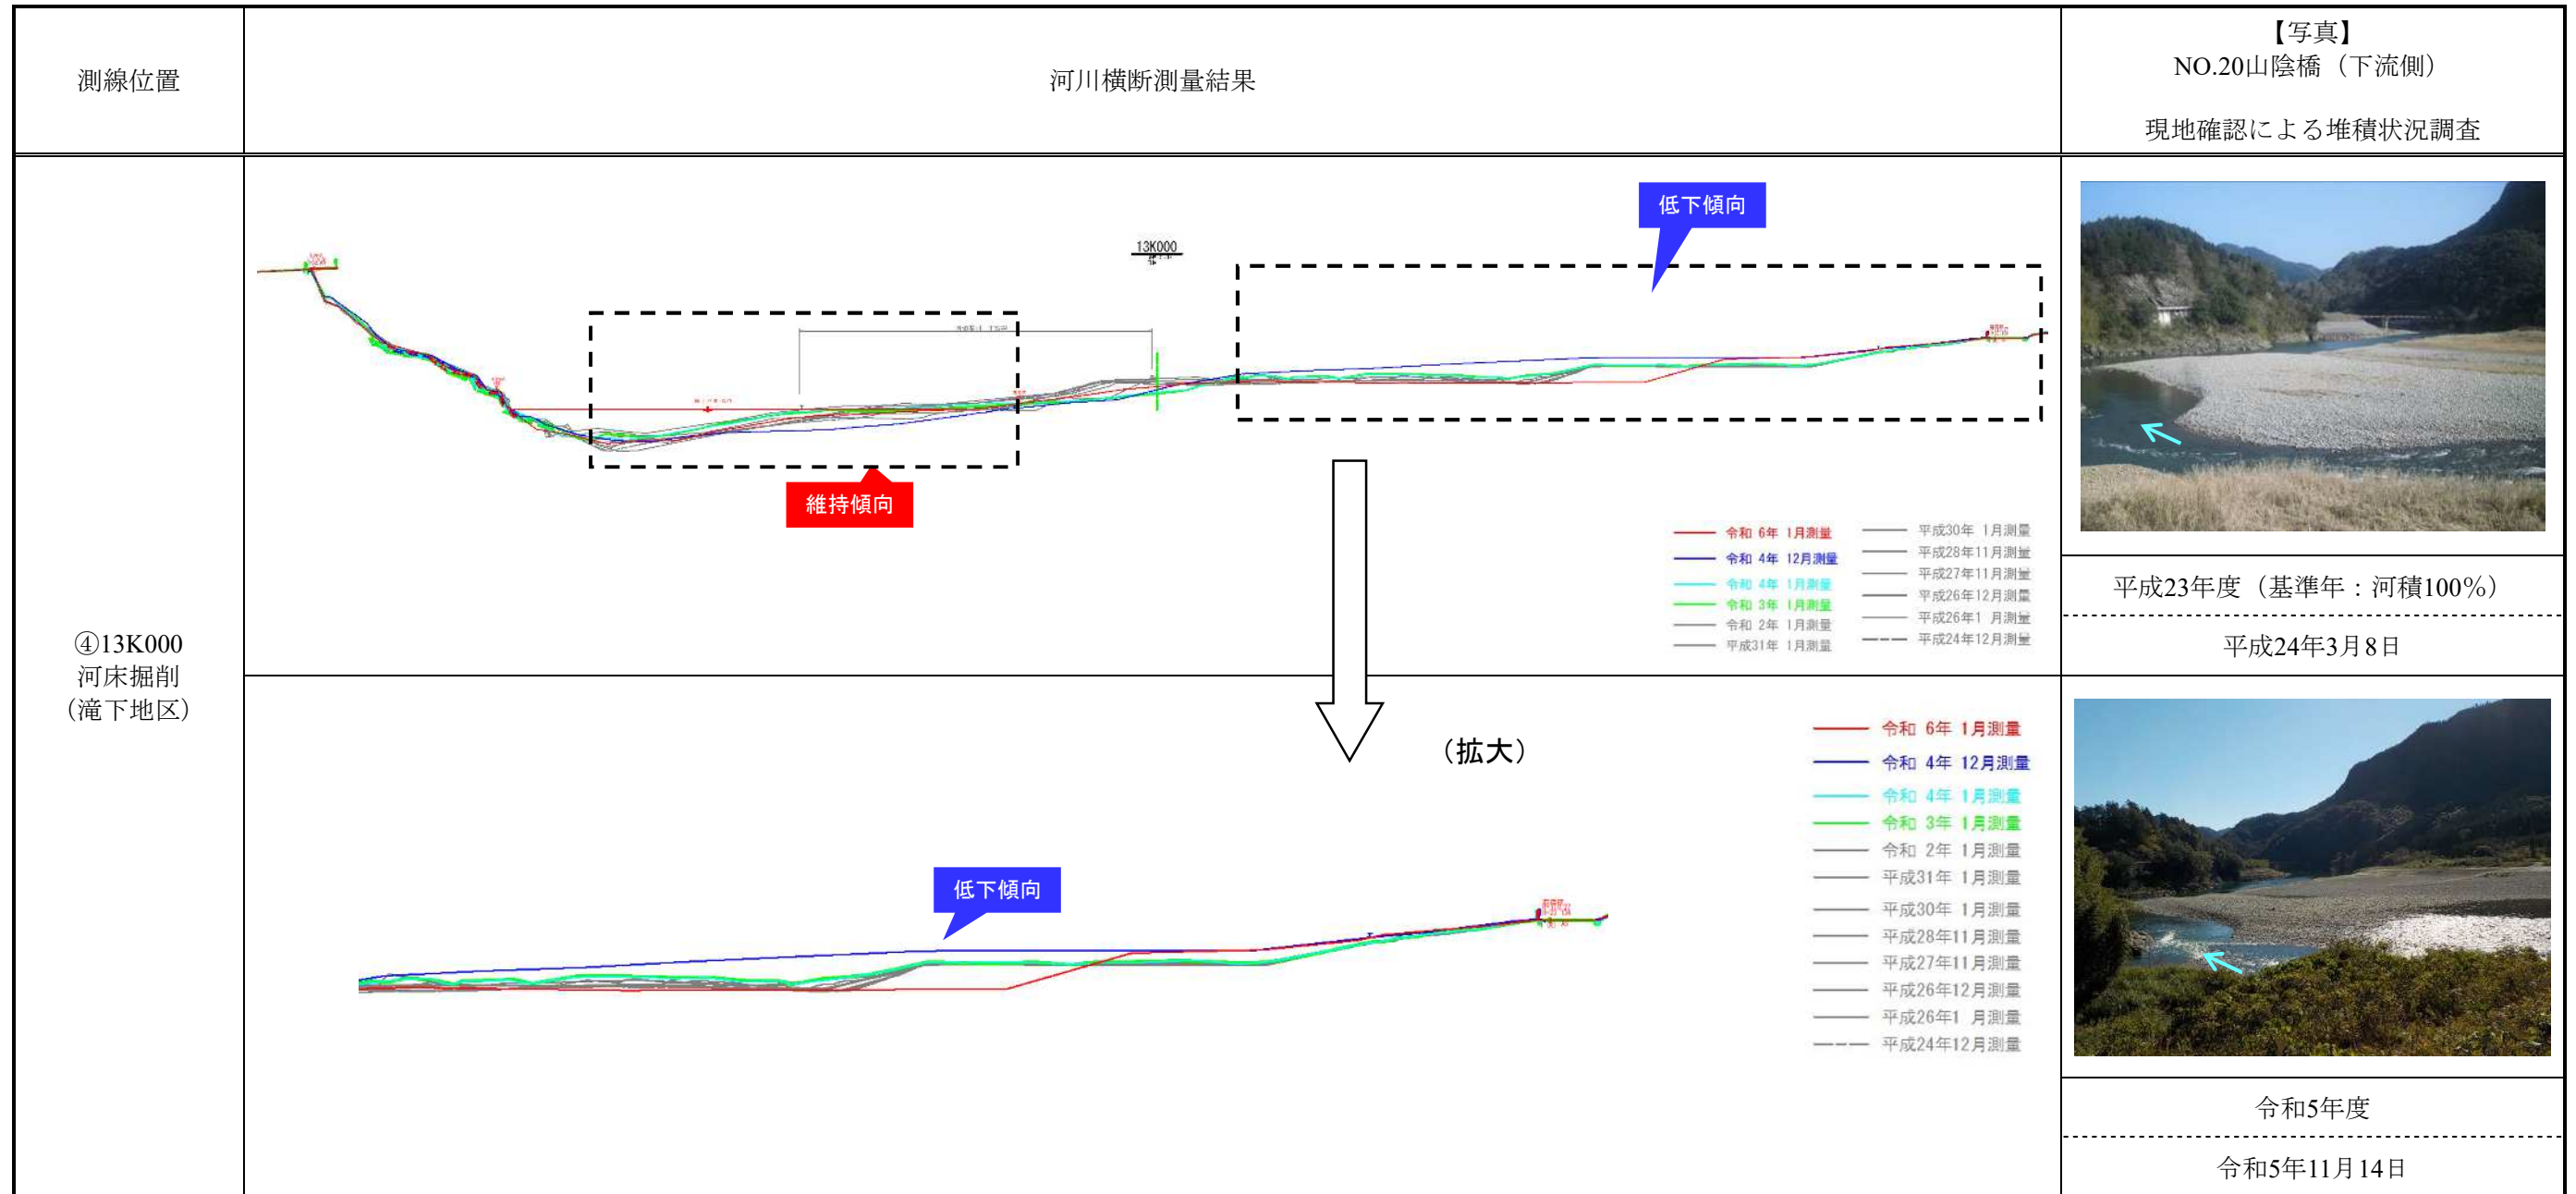 測線位置
河川横断測量結果
【写真】
NO.20山陰橋（下流側）
現地確認による堆積状況調査
④13K000
河床掘削
（滝下地区）
低下傾向
13K000
維持傾向
令和 6年 1月測量
令和 4年 12月測量
令和 4年 1月測量
令和 3年 1月測量
令和 2年 1月測量
平成31年 1月測量
平成30年 1月測量
平成28年11月測量
平成27年11月測量
平成26年12月測量
平成26年1 月測量
平成24年12月測量
平成23年度（基準年：河積100％）
平成24年3月8日
（拡大）
低下傾向
令和 6年 1月測量
令和 4年 12月測量
令和 4年 1月測量
令和 3年 1月測量
令和 2年 1月測量
平成31年 1月測量
平成30年 1月測量
平成28年11月測量
平成27年11月測量
平成26年12月測量
平成26年1 月測量
平成24年12月測量
令和5年度
令和5年11月14日